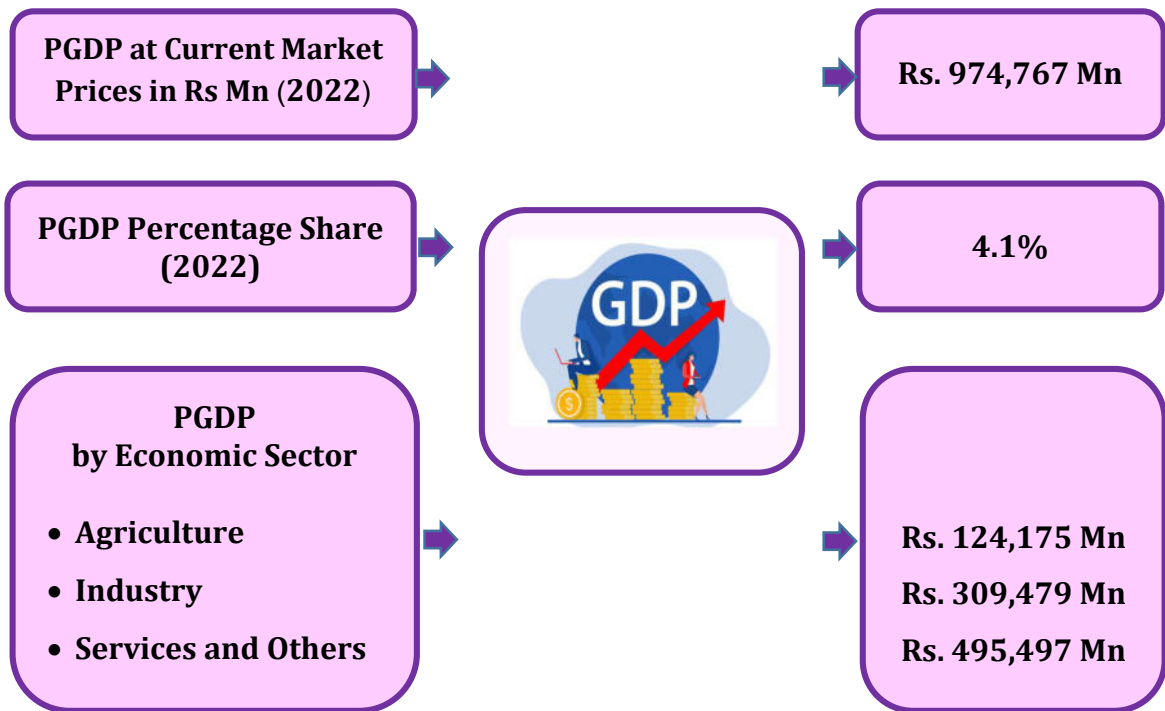 PGDP at Current Market
Prices in Rs Mn (2022)
Rs. 974,767 Mn
PGDP Percentage Share
(2022)
4.1%
GDP
$
PGDP
by Economic Sector
• Agriculture
• Industry
• Services and Others
Rs. 124,175 Mn
Rs. 309,479 Mn
Rs. 495,497 Mn